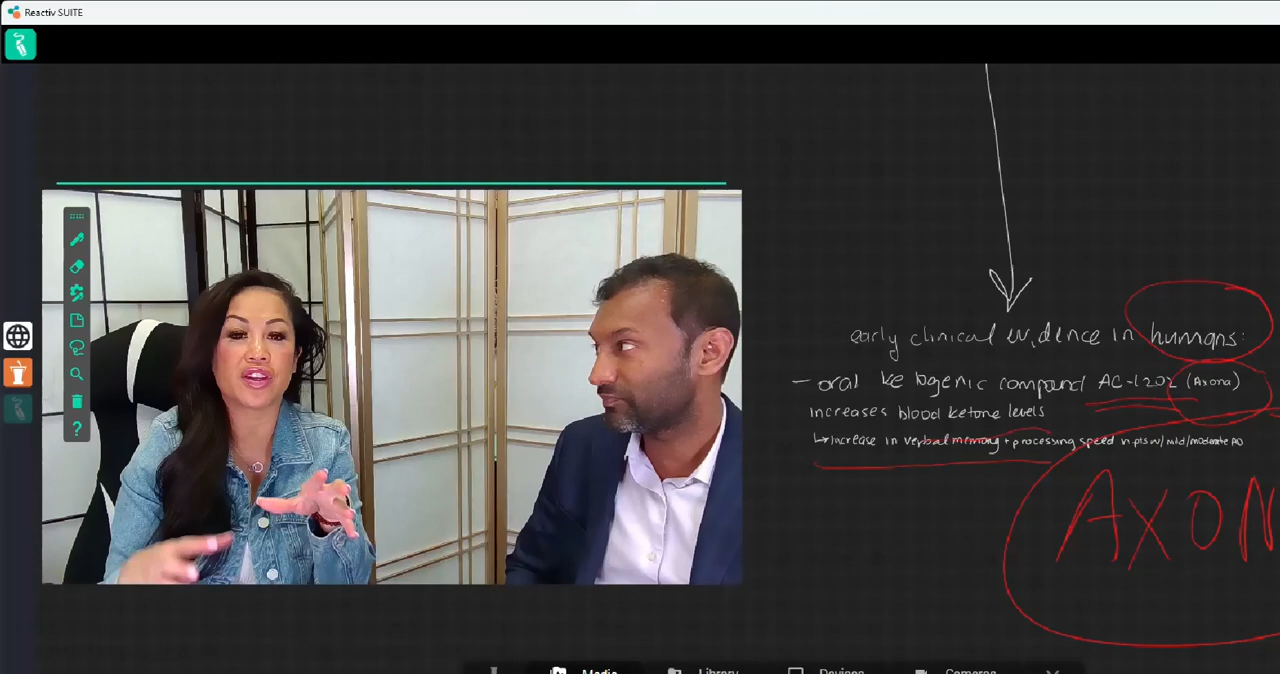 Reactiv SUITE
early clinical evidence in humans:
- oral ketogenic compound AC-1202 (Axona)
increases blood ketone levels
↳increase in verbal memory + processing speed in pts w/ mild/moderate AD
AXON
?
Media
Library
Devices
Cameras